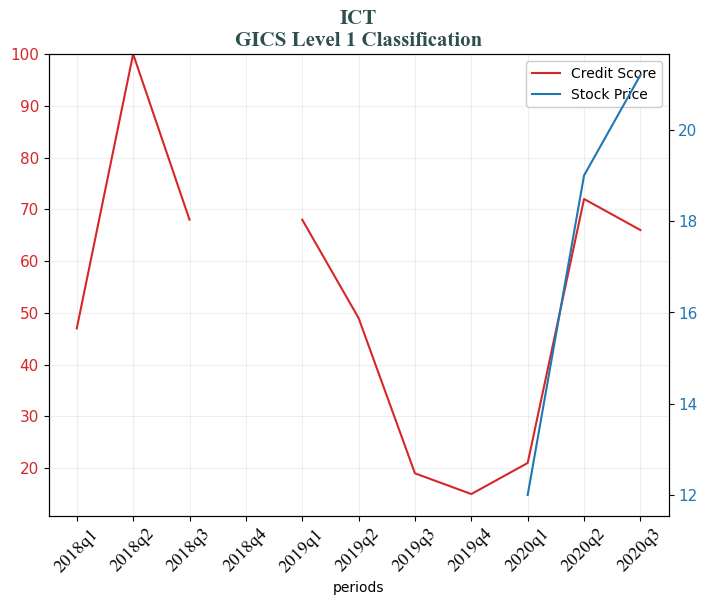 ICT
GICS Level 1 Classification
100
90
80
70
60
50
40
30
20
Credit Score
Stock Price
20
18
16
14
12
2018q1
2018q2
2018q3
2018q4
2019q1
2019q2
2019q3
2019q4
2020q1
2020q2
2020q3
periods